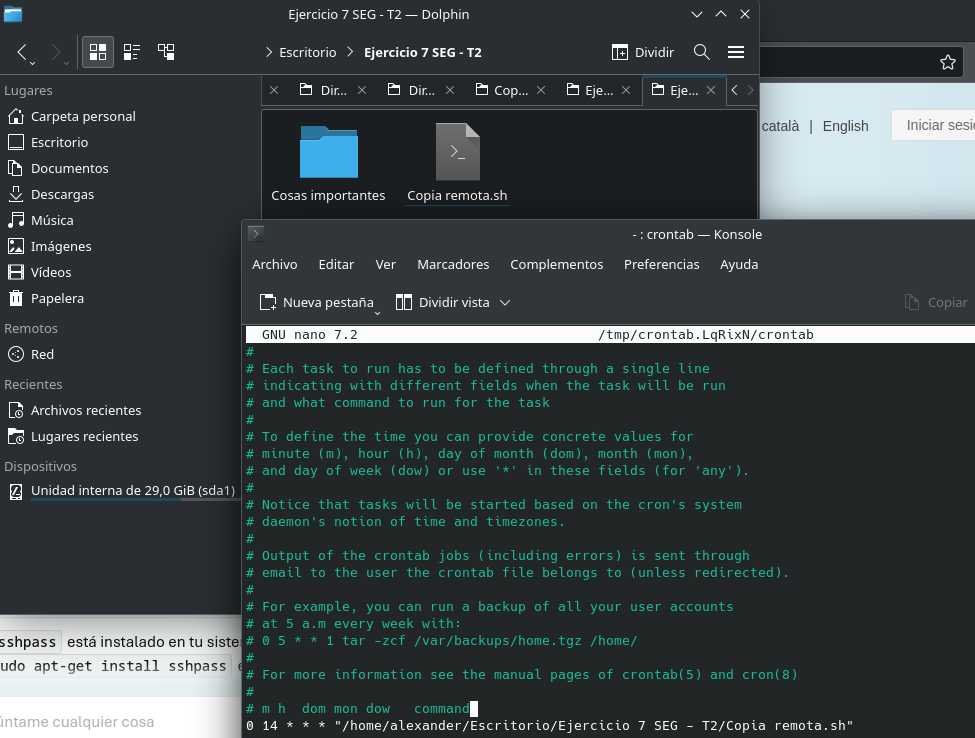 Ejercicio 7 SEG - T2 — Dolphin
Escritorio
Ejercicio 7 SEG - T2
Dividir
Lugares
Carpeta personal
Escritorio
Documentos
Descargas
Música
Imágenes
Vídeos
Papelera
Remotos
Red
Recientes
Archivos recientes
Lugares recientes
Dispositivos
Unidad interna de 29,0 GiB (sda1)
Dir...
Dir...
Cop...
Eje...
Eje...
Cosas importantes
Copia remota.sh
català | English
Iniciar sesi
- : crontab — Konsole
Archivo Editar Ver Marcadores Complementos Preferencias Ayuda
Nueva pestaña
Dividir vista
Copiar
GNU nano 7.2 /tmp/crontab.LqRixN/crontab
#
# Each task to run has to be defined through a single line
# indicating with different fields when the task will be run
# and what command to run for the task
#
# To define the time you can provide concrete values for
# minute (m), hour (h), day of month (dom), month (mon),
# and day of week (dow) or use '*' in these fields (for 'any').
#
# Notice that tasks will be started based on the cron's system
# daemon's notion of time and timezones.
#
# Output of the crontab jobs (including errors) is sent through
# email to the user the crontab file belongs to (unless redirected).
#
# For example, you can run a backup of all your user accounts
# at 5 a.m every week with:
# 0 5 * * 1 tar -zcf /var/backups/home.tgz /home/
#
# For more information see the manual pages of crontab(5) and cron(8)
#
# m h  dom mon dow   command
0 14 * * * "/home/alexander/Escritorio/Ejercicio 7 SEG - T2/Copia remota.sh"
sshpass está instalado en tu siste
udo apt-get install sshpass
úntame cualquier cosa